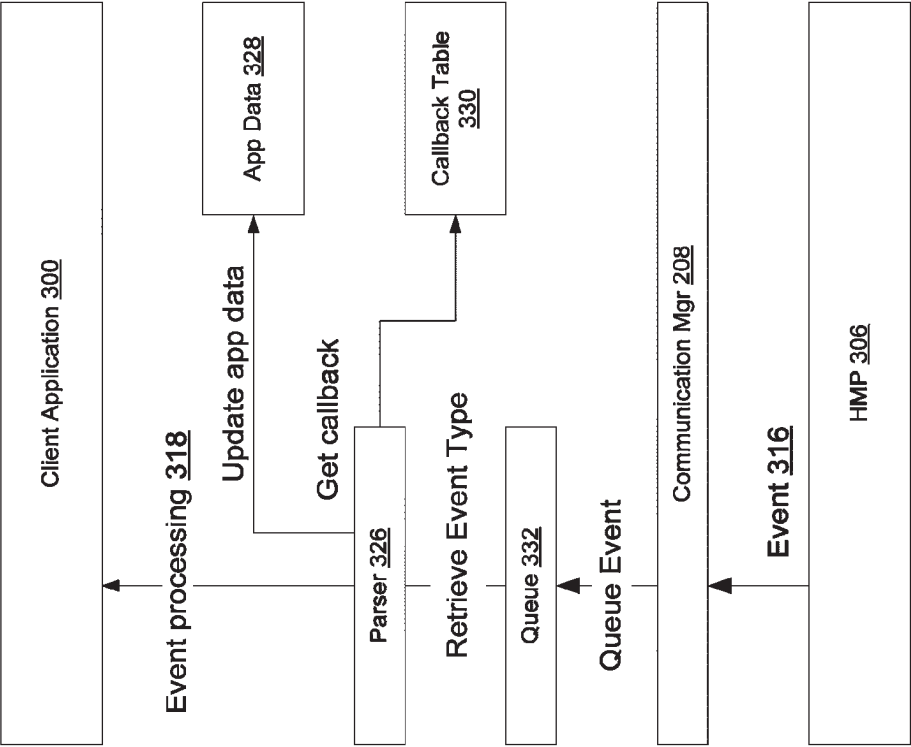 Client Application 300
Event processing 318
Update app data
App Data 328
Get callback
Parser 326
Callback Table
330
Retrieve Event Type
Queue 332
Queue Event
Communication Mgr 208
Event 316
HMP 306